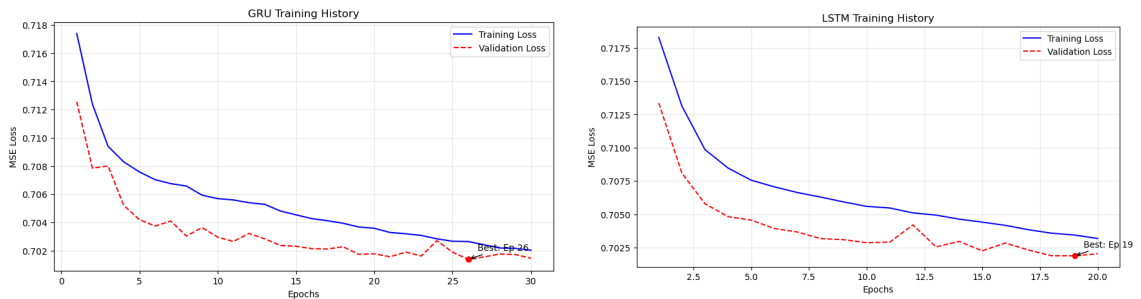 GRU Training History
0.718
0.716
0.714
0.712
0.710
0.708
0.706
0.704
0.702
MSE Loss
Training Loss
Validation Loss
Best: Ep 26
0
5
10
15
20
25
30
Epochs
LSTM Training History
0.7175
0.7150
0.7125
0.7100
0.7075
0.7050
0.7025
MSE Loss
Training Loss
Validation Loss
Best: Ep 19
2.5
5.0
7.5
10.0
12.5
15.0
17.5
20.0
Epochs